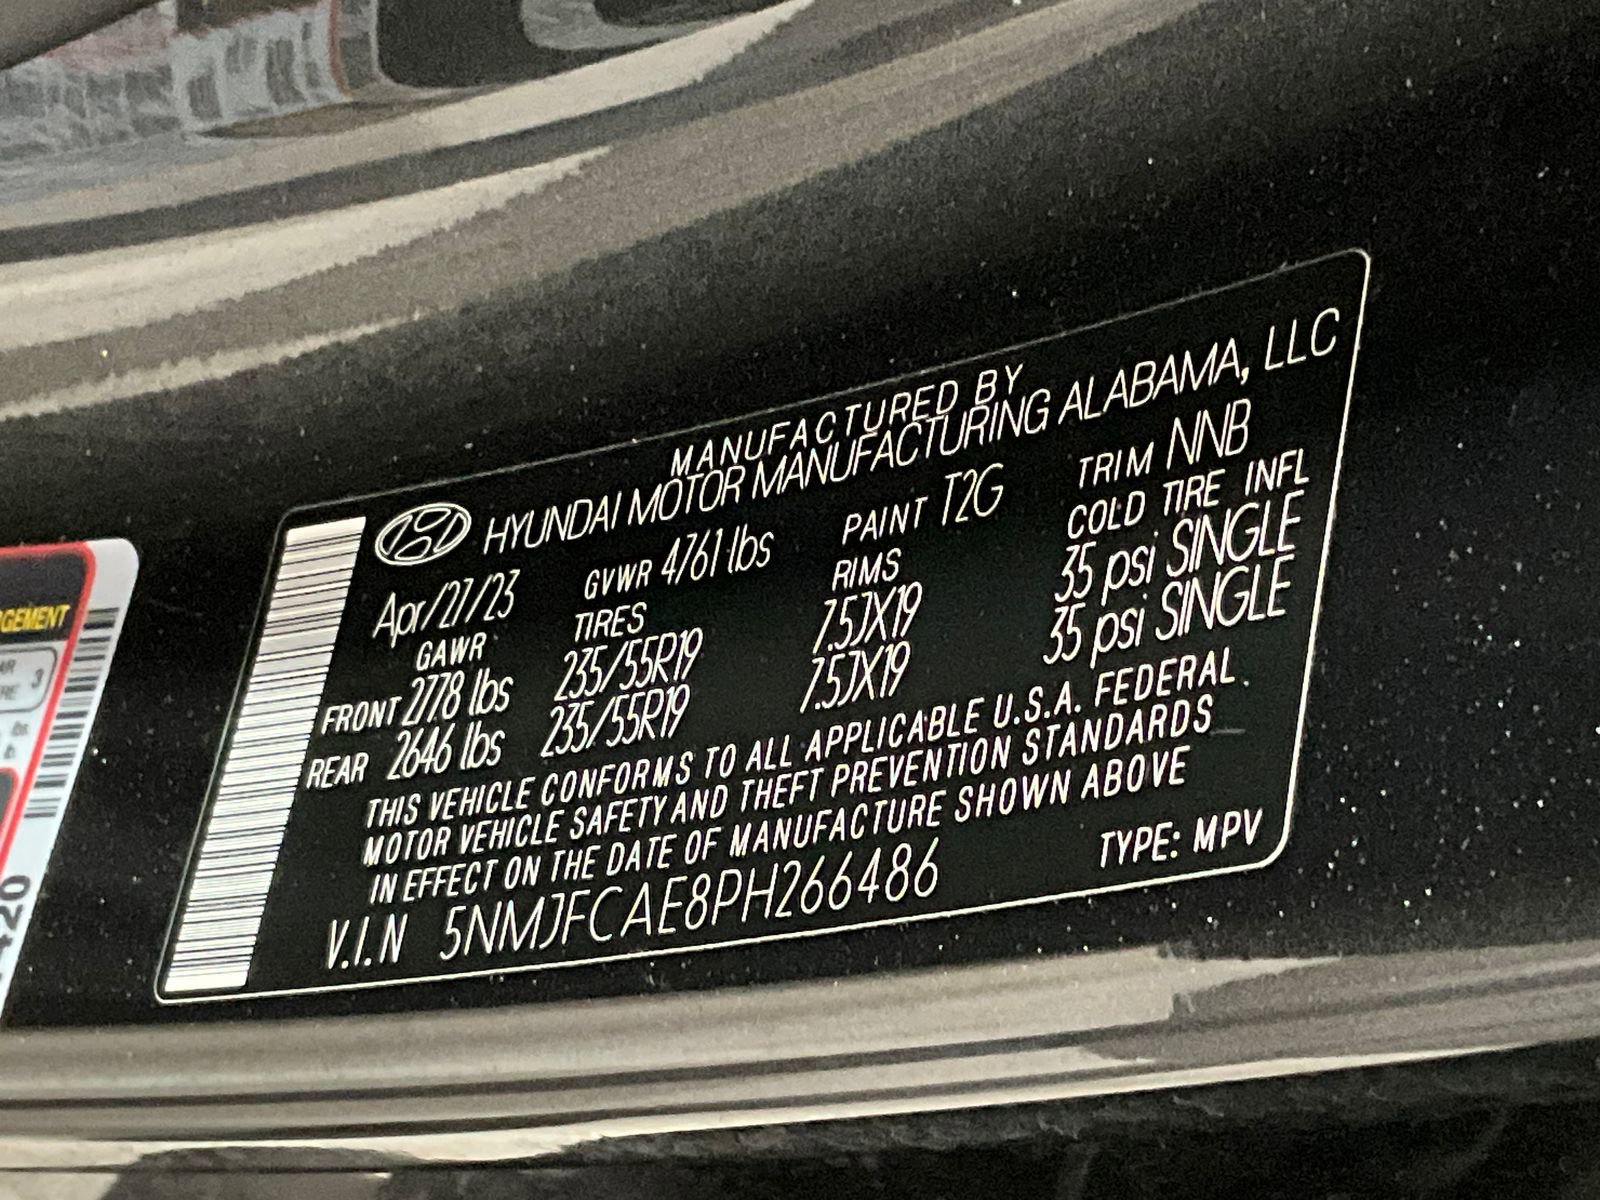 MANUFACTURED BY
HYUNDAI MOTOR MANUFACTURING ALABAMA, LLC
Apr/27/23 GVWR 4761 lbs PAINT T2G TRIM NNB
GAWR TIRES RIMS COLD TIRE INFL
FRONT 2778 lbs 235/55R19 7.5JX19 35 psi SINGLE
REAR 2646 lbs 235/55R19 7.5JX19 35 psi SINGLE
THIS VEHICLE CONFORMS TO ALL APPLICABLE U.S.A. FEDERAL
MOTOR VEHICLE SAFETY AND THEFT PREVENTION STANDARDS
IN EFFECT ON THE DATE OF MANUFACTURE SHOWN ABOVE
V.I.N 5NMJFCAE8PH266486 TYPE: MPV
3
420